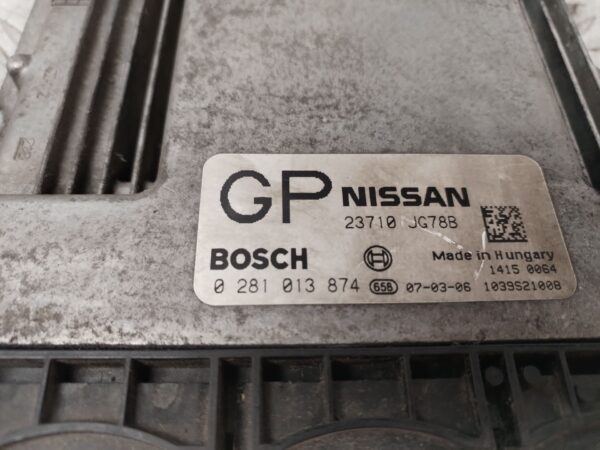 GP NISSAN
23710 JG78B
BOSCH
Made in Hungary
1415 0064
0 281 013 874 656 07-03-06 1039S21008